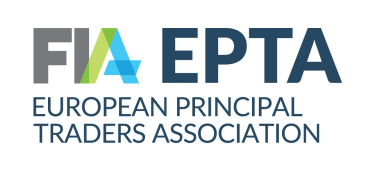 FIA EPTA
EUROPEAN PRINCIPAL
TRADERS ASSOCIATION